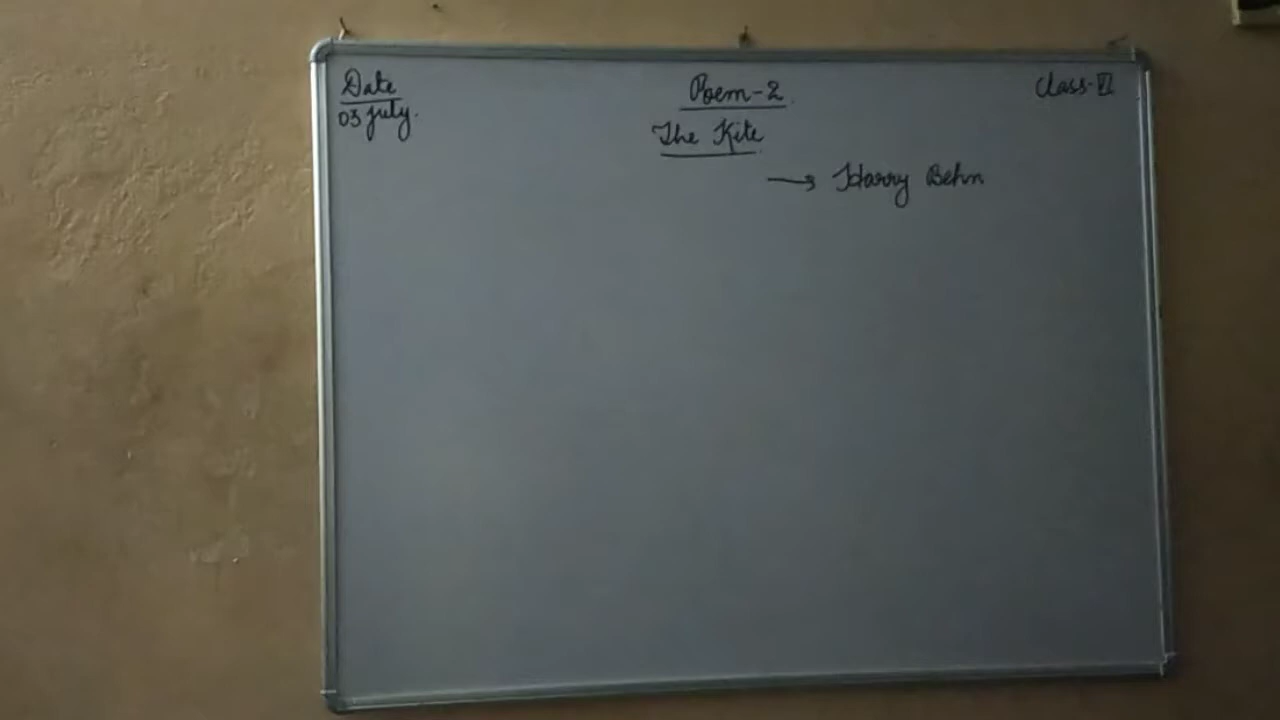 Date
03 July.
Poem-2.
Class-VI
The Kite
→ Harry Behn